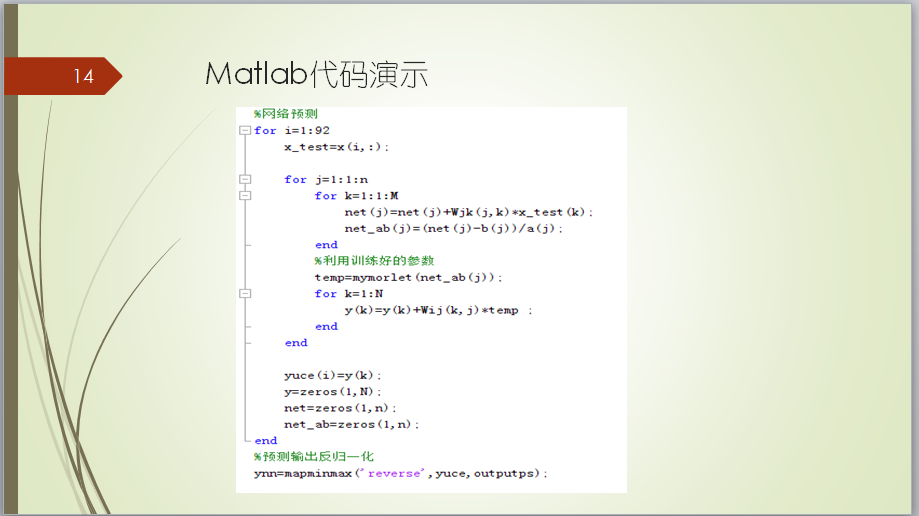 14
Matlab代码演示
%网络预测
for i=1:92
x_test=x(i,:);
for j=1:1:n
for k=1:1:M
net(j)=net(j)+Wjk(j,k)*x_test(k);
net_ab(j)=(net(j)-b(j))/a(j);
end
%利用训练好的参数
temp=mymorlet(net_ab(j));
for k=1:N
y(k)=y(k)+Wij(k,j)*temp ;
end
end
yuce(i)=y(k);
y=zeros(1,N);
net=zeros(1,n);
net_ab=zeros(1,n);
end
%预测输出反归一化
ynn=mapminmax('reverse',yuce,outputps);